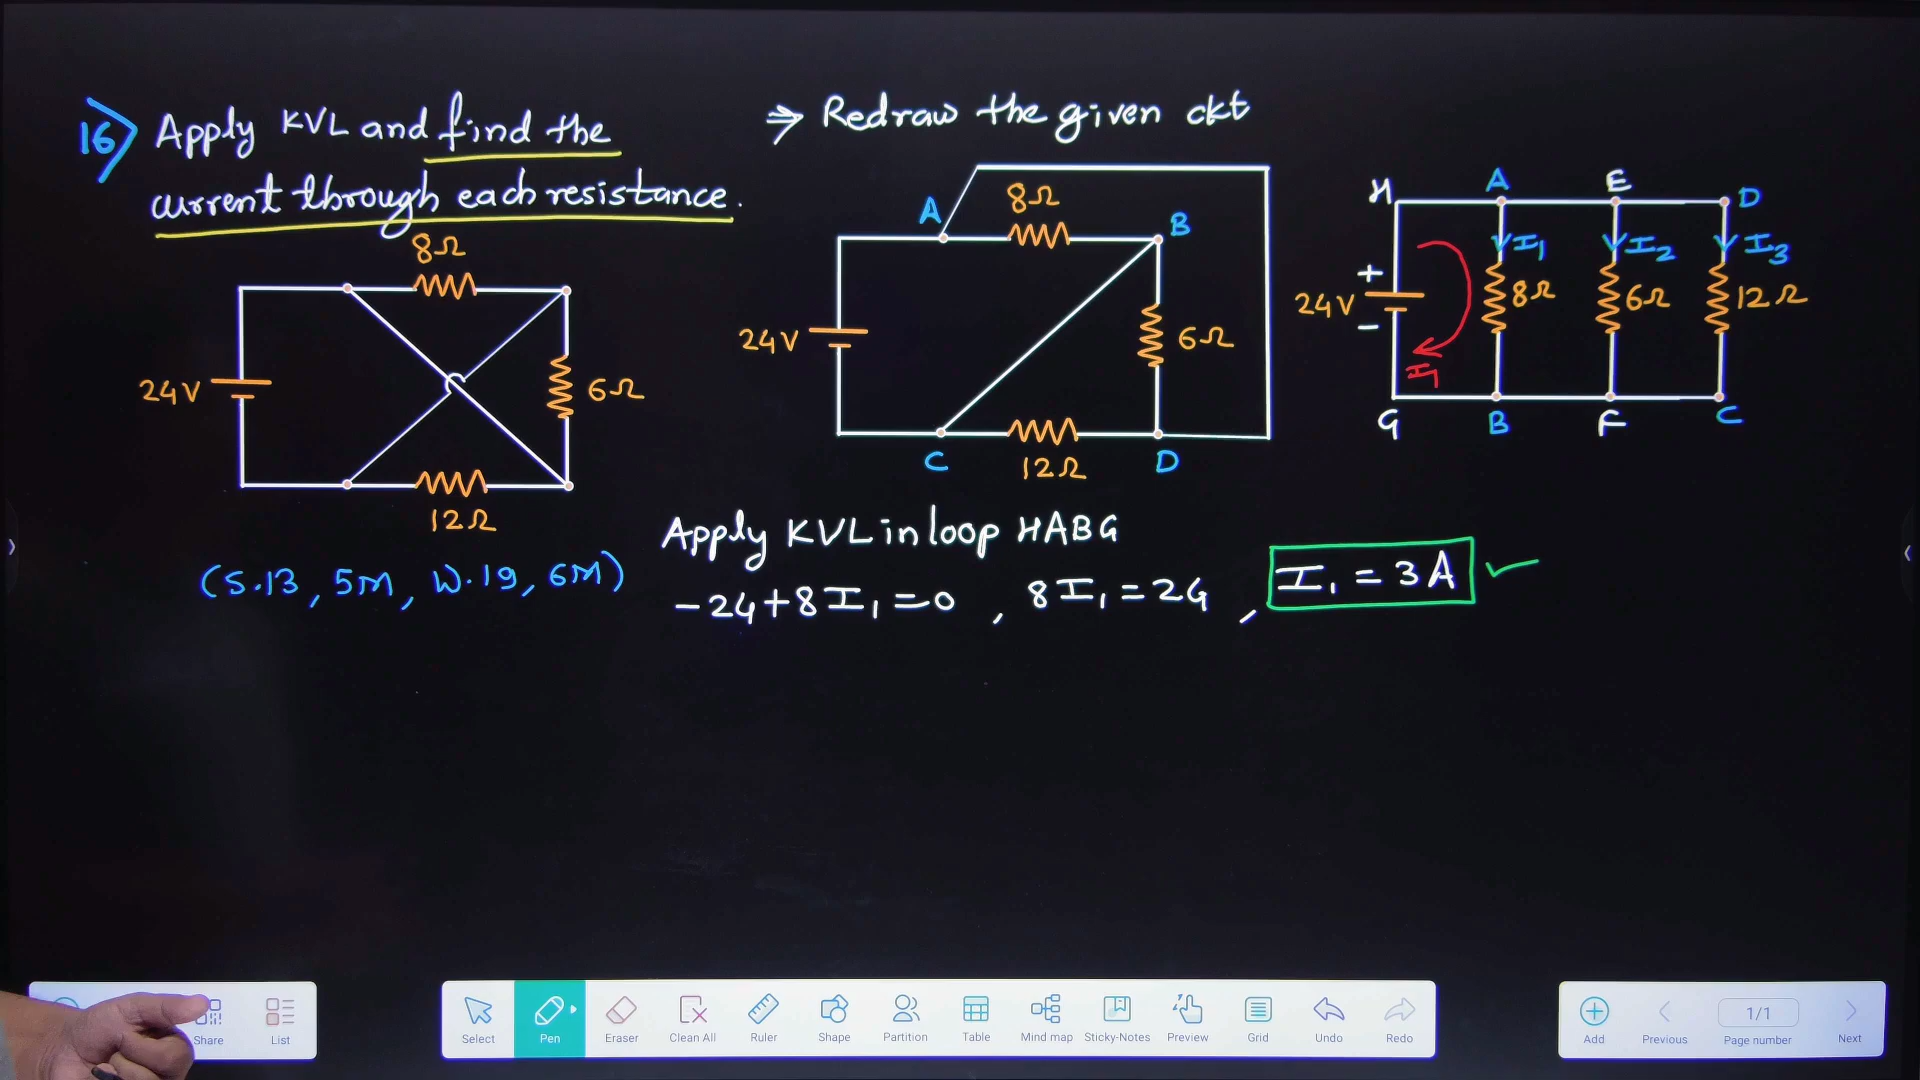 16) Apply KVL and find the
current through each resistance.
8Ω
24V
6Ω
12Ω
(S.13, 5M, W.19, 6M)
⇒ Redraw the given ckt
A
8Ω
B
24V
6Ω
C
12Ω
D
H A E D
I₁ I₂ I₃
+
24V
8Ω 6Ω 12Ω
−
I₁
G B F C
Apply KVL in loop HABG
-24+8I₁=0 , 8I₁=24 , I₁=3A ✓
Share
List
Select
Pen
Eraser
Clean All
Ruler
Shape
Partition
Table
Mind map
Sticky-Notes
Preview
Grid
Undo
Redo
Add
Previous
1/1
Page number
Next